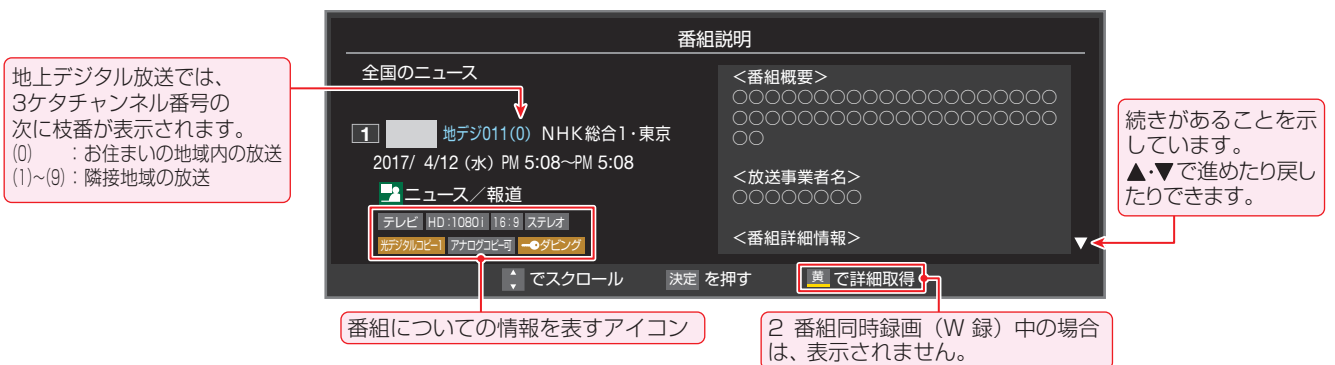 番組説明
地上デジタル放送では、
3ケタチャンネル番号の
次に枝番が表示されます。
(0)　　：お住まいの地域内の放送
(1)~(9)：隣接地域の放送
全国のニュース
1 地デジ011(0) NHK総合1・東京
2017/ 4/12 (水) PM 5:08～PM 5:08
ニュース／報道
テレビ HD:1080i 16:9 ステレオ
光デジタルコピー1 アナログコピー可 ダビング
<番組概要>
○○○○○○○○○○○○○○○○○○○○
○○○○○○○○○○○○○○○○○○○○
○○
<放送事業者名>
○○○○○○○○
<番組詳細情報>
▼
続きがあることを示
しています。
▲・▼で進めたり戻し
たりできます。
でスクロール 決定 を押す 黄 で詳細取得
番組についての情報を表すアイコン
2 番組同時録画（W 録）中の場合
は、表示されません。